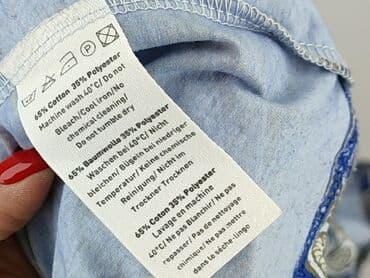 65% Cotton 35% Polyester
Machine wash 40°C/ Do not
Bleach/Cool iron/No
chemical cleaning/
Do not tumble dry
65% Baumwolle 35% Polyester
Waschen bei 40°C/ Nicht
bleichen/ Bügeln bei niedriger
Temperatur/ Keine chemische
Reinigung/ Nicht im
Trockner Trocknen
65% Coton 35% Polyester
Lavage en machine
40°C/ Ne pas Blanchir/ Ne pas
repasser/ Pas de nettoyage
chimique/ Ne pas mettre
dans le sèche-linge